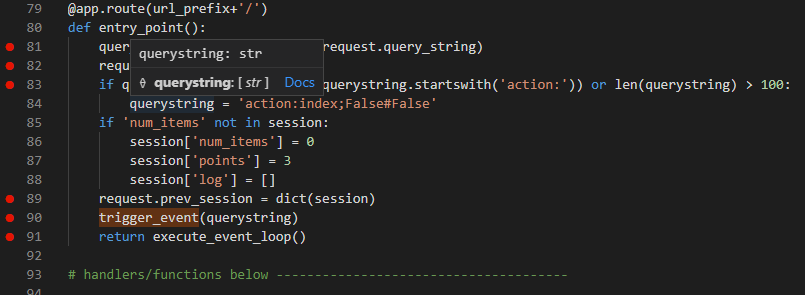 79 @app.route(url_prefix+'/')
80 def entry_point():
81 quer request.query_string)
querystring: str
82 requ
querystring: [ str ] Docs
83 if q querystring.startswith('action:')) or len(querystring) > 100:
84 querystring = 'action:index;False#False'
85 if 'num_items' not in session:
86 session['num_items'] = 0
87 session['points'] = 3
88 session['log'] = []
89 request.prev_session = dict(session)
90 trigger_event(querystring)
91 return execute_event_loop()
92
93 # handlers/functions below --------------------------------------
94